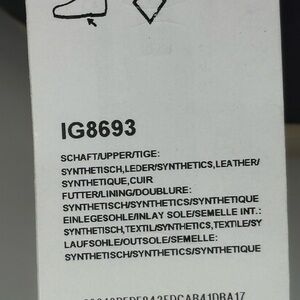 IG8693
SCHAFT/UPPER/TIGE:
SYNTHETISCH,LEDER/SYNTHETICS,LEATHER/
SYNTHETIQUE,CUIR
FUTTER/LINING/DOUBLURE:
SYNTHETISCH/SYNTHETICS/SYNTHETIQUE
EINLEGESOHLE/INLAY SOLE/SEMELLE INT.:
SYNTHETISCH,TEXTIL/SYNTHETICS,TEXTILE/SY
LAUFSOHLE/OUTSOLE/SEMELLE:
SYNTHETISCH/SYNTHETICS/SYNTHETIQUE